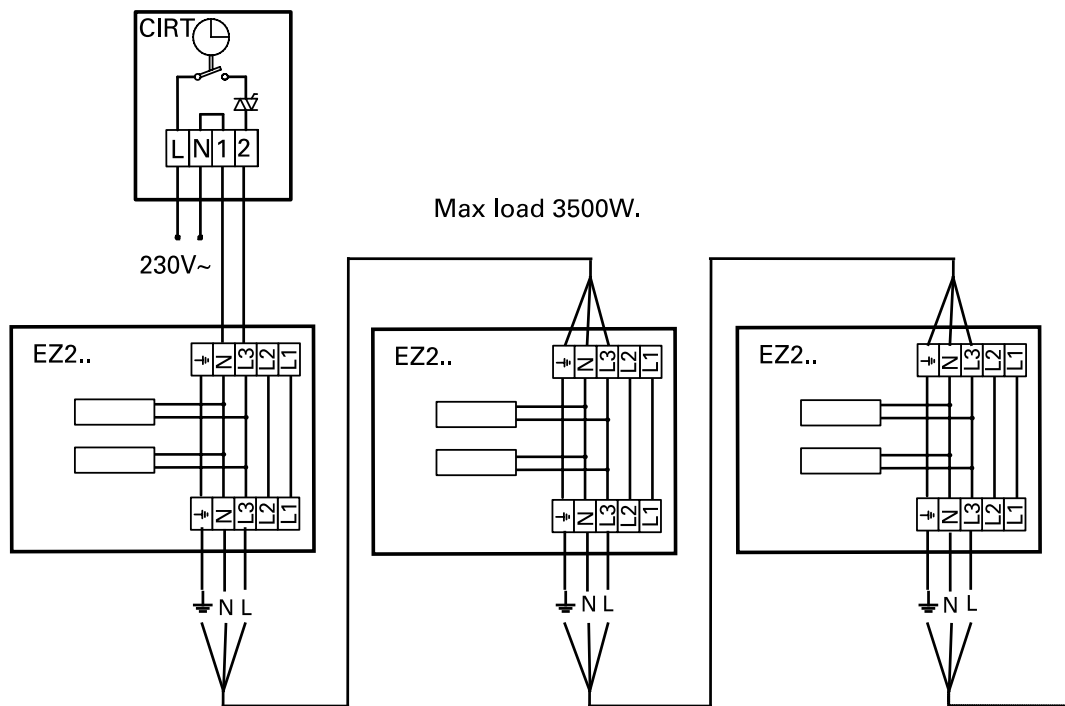 CIRT
L N 1 2
230V~
Max load 3500W.
EZ2..
N L3 L2 L1
N L3 L2 L1
N L
EZ2..
N L3 L2 L1
N L3 L2 L1
N L
EZ2..
N L3 L2 L1
N L3 L2 L1
N L